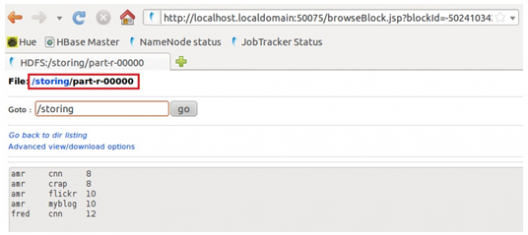 http://localhost.localdomain:50075/browseBlock.jsp?blockId=-50241034
Hue HBase Master NameNode status JobTracker Status
HDFS:/storing/part-r-00000
File: /storing/part-r-00000
Goto : /storing go
Go back to dir listing
Advanced view/download options
amr cnn 8
amr crap 8
amr flickr 10
amr myblog 10
fred cnn 12